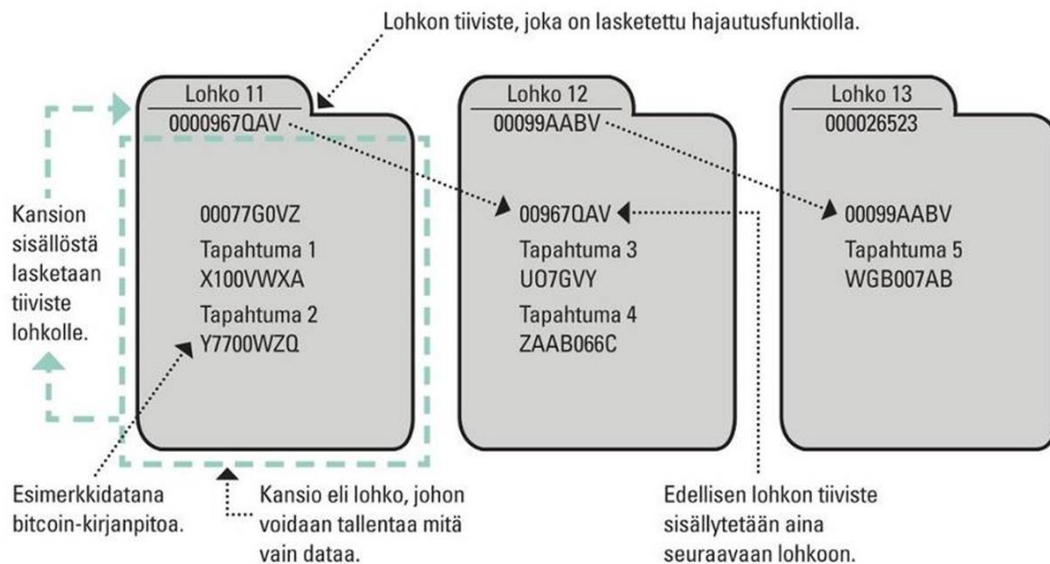 Lohkon tiiviste, joka on lasketettu hajautusfunktiolla.
Lohko 11
0000967QAV
00077G0VZ
Tapahtuma 1
X100VWXA
Tapahtuma 2
Y7700WZQ
Lohko 12
00099AABV
00967QAV
Tapahtuma 3
UO7GVY
Tapahtuma 4
ZAAB066C
Lohko 13
000026523
00099AABV
Tapahtuma 5
WGB007AB
Kansion
sisällöstä
lasketaan
tiiviste
lohkolle.
Esimerkkidatana
bitcoin-kirjanpitoa.
Kansio eli lohko, johon
voidaan tallentaa mitä
vain dataa.
Edellisen lohkon tiiviste
sisällytetään aina
seuraavaan lohkoon.